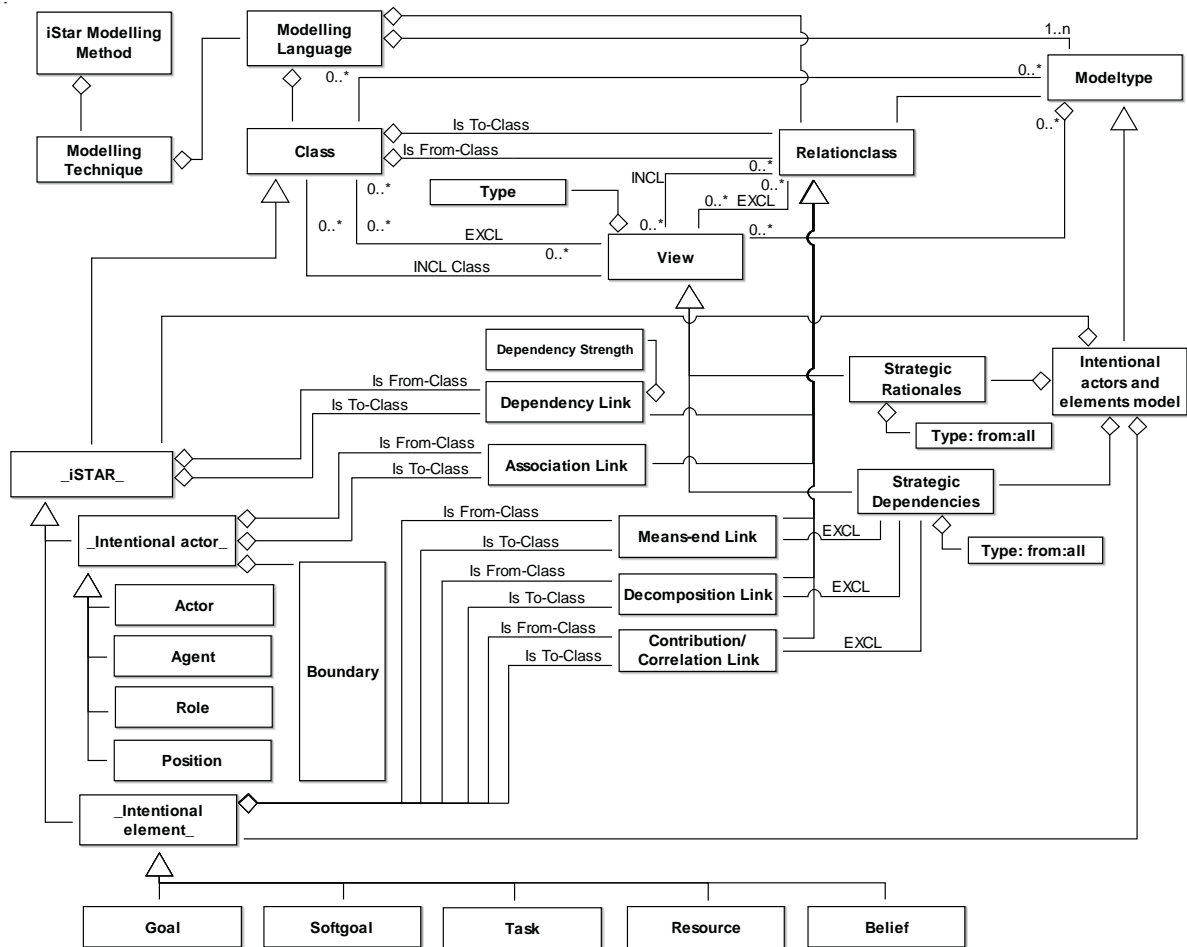 iStar Modelling
Method
Modelling
Language
1..n
0..*
0..*
Modeltype
0..*
Modelling
Technique
Class
Is To-Class
Is From-Class
Relationclass
0..*
Type
INCL
0..*
0..*
0..*
EXCL
0..*
0..*
0..*
0..*
EXCL
0..*
View
INCL Class
Dependency Strength
Is From-Class
Is To-Class
Dependency Link
Strategic
Rationales
Intentional
actors and
elements model
Type: from:all
_iSTAR_
Is From-Class
Is To-Class
Association Link
Strategic
Dependencies
_Intentional actor_
Is From-Class
Is To-Class
Means-end Link
EXCL
Type: from:all
Is From-Class
Is To-Class
Decomposition Link
EXCL
Actor
Agent
Role
Position
Boundary
Is From-Class
Is To-Class
Contribution/
Correlation Link
EXCL
_Intentional
element_
Goal
Softgoal
Task
Resource
Belief